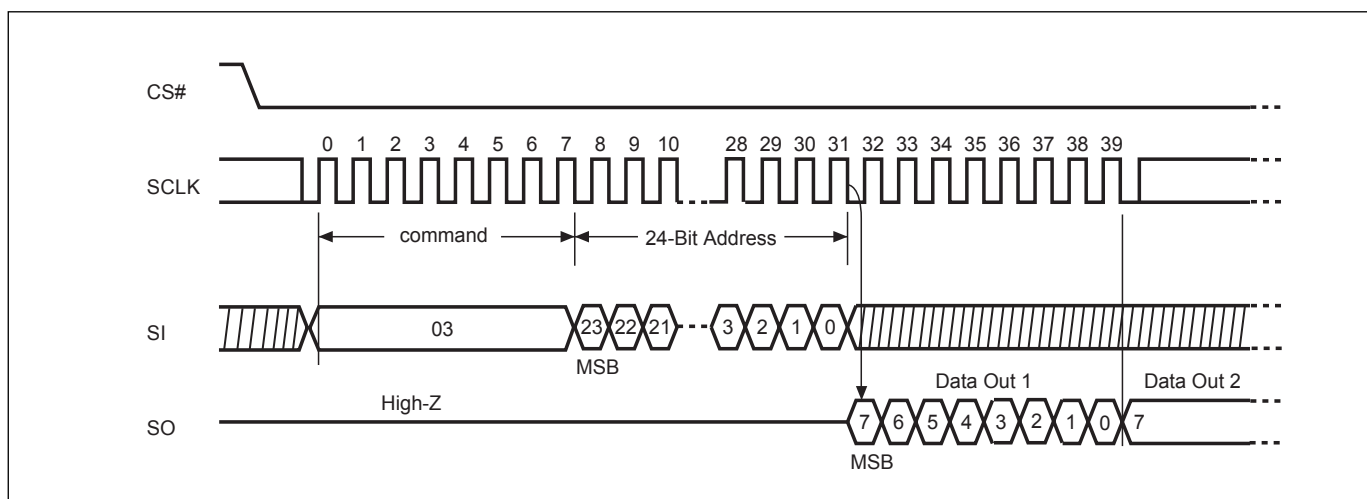 CS#
0 1 2 3 4 5 6 7 8 9 10 28 29 30 31 32 33 34 35 36 37 38 39
SCLK
command 24-Bit Address
SI 03 23 22 21 3 2 1 0
MSB
Data Out 1 Data Out 2
High-Z
SO 7 6 5 4 3 2 1 0 7
MSB